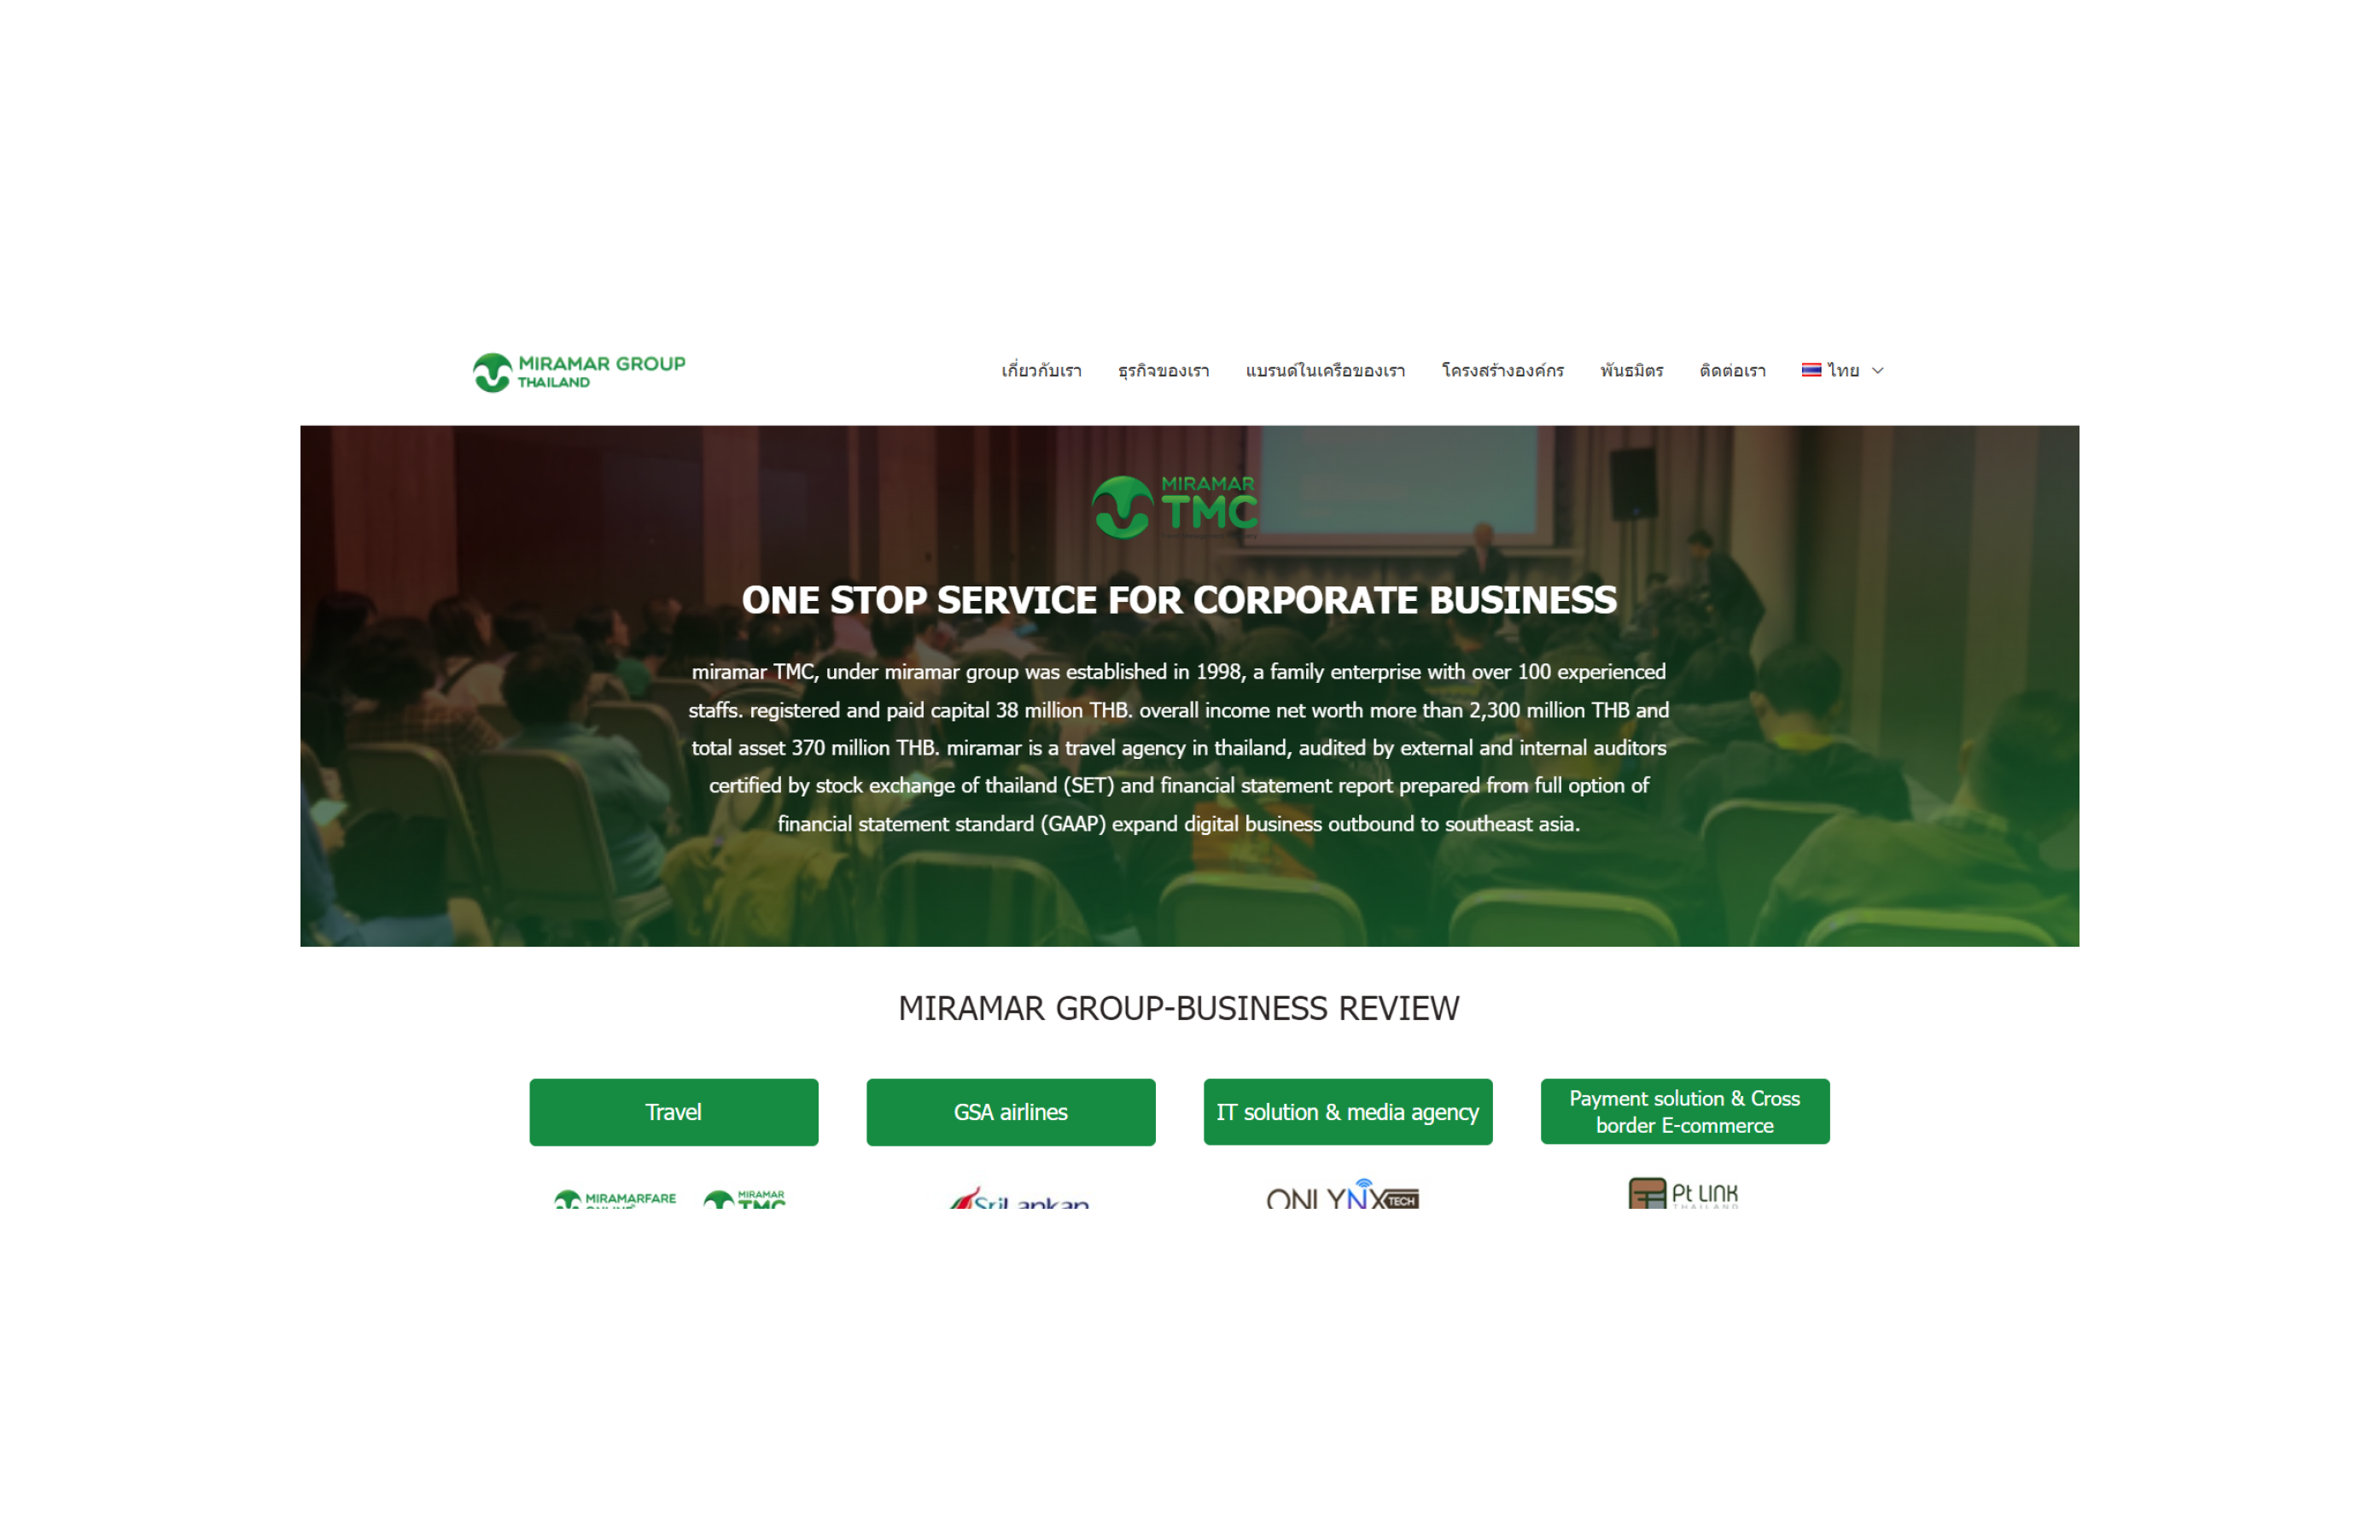 MIRAMAR GROUP
THAILAND
เกี่ยวกับเรา ธุรกิจของเรา แบรนด์ในเครือของเรา โครงสร้างองค์กร พันธมิตร ติดต่อเรา ไทย
MIRAMAR
TMC
ONE STOP SERVICE FOR CORPORATE BUSINESS
miramar TMC, under miramar group was established in 1998, a family enterprise with over 100 experienced
staffs. registered and paid capital 38 million THB. overall income net worth more than 2,300 million THB and
total asset 370 million THB. miramar is a travel agency in thailand, audited by external and internal auditors
certified by stock exchange of thailand (SET) and financial statement report prepared from full option of
financial statement standard (GAAP) expand digital business outbound to southeast asia.
MIRAMAR GROUP-BUSINESS REVIEW
Travel
GSA airlines
IT solution & media agency
Payment solution & Cross
border E-commerce
MIRAMARFARE
MIRAMAR
TMC
SriLankan
ONLYNX TECH
Pt LINK
THAILAND